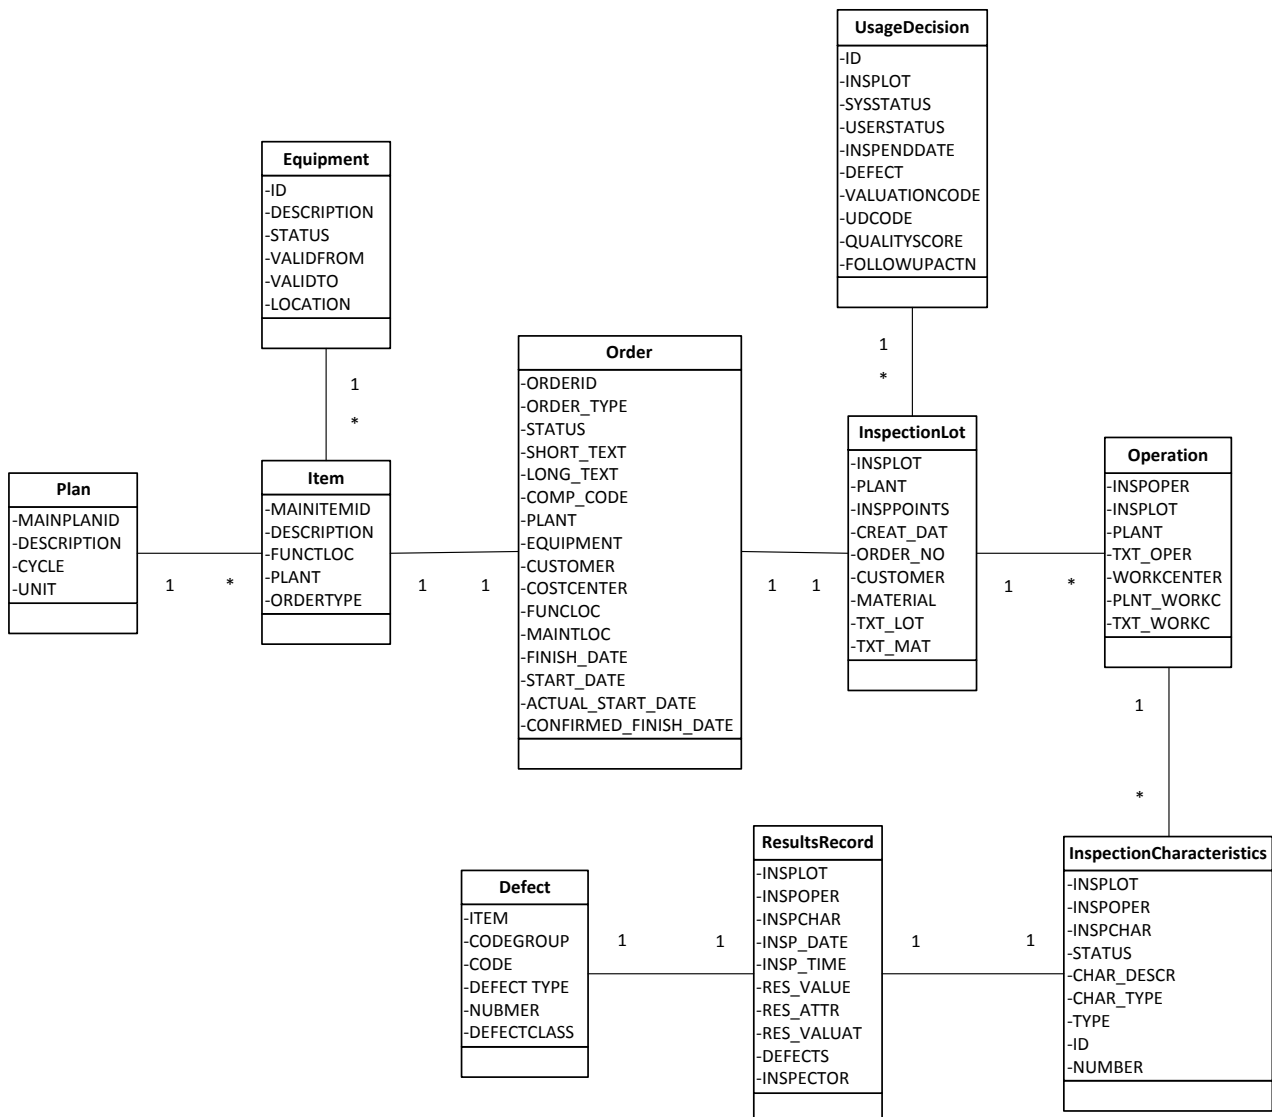 UsageDecision
-ID
-INSPLOT
-SYSSTATUS
-USERSTATUS
-INSPENDDATE
-DEFECT
-VALUATIONCODE
-UDCODE
-QUALITYSCORE
-FOLLOWUPACTN
Equipment
-ID
-DESCRIPTION
-STATUS
-VALIDFROM
-VALIDTO
-LOCATION
1
*
1
*
Plan
-MAINPLANID
-DESCRIPTION
-CYCLE
-UNIT
1
*
Item
-MAINITEMID
-DESCRIPTION
-FUNCTLOC
-PLANT
-ORDERTYPE
1
1
Order
-ORDERID
-ORDER_TYPE
-STATUS
-SHORT_TEXT
-LONG_TEXT
-COMP_CODE
-PLANT
-EQUIPMENT
-CUSTOMER
-COSTCENTER
-FUNCLOC
-MAINTLOC
-FINISH_DATE
-START_DATE
-ACTUAL_START_DATE
-CONFIRMED_FINISH_DATE
1
1
InspectionLot
-INSPLOT
-PLANT
-INSPPOINTS
-CREAT_DAT
-ORDER_NO
-CUSTOMER
-MATERIAL
-TXT_LOT
-TXT_MAT
1
*
Operation
-INSPOPER
-INSPLOT
-PLANT
-TXT_OPER
-WORKCENTER
-PLNT_WORKC
-TXT_WORKC
1
*
Defect
-ITEM
-CODEGROUP
-CODE
-DEFECT TYPE
-NUBMER
-DEFECTCLASS
1
1
ResultsRecord
-INSPLOT
-INSPOPER
-INSPCHAR
-INSP_DATE
-INSP_TIME
-RES_VALUE
-RES_ATTR
-RES_VALUAT
-DEFECTS
-INSPECTOR
1
1
InspectionCharacteristics
-INSPLOT
-INSPOPER
-INSPCHAR
-STATUS
-CHAR_DESCR
-CHAR_TYPE
-TYPE
-ID
-NUMBER